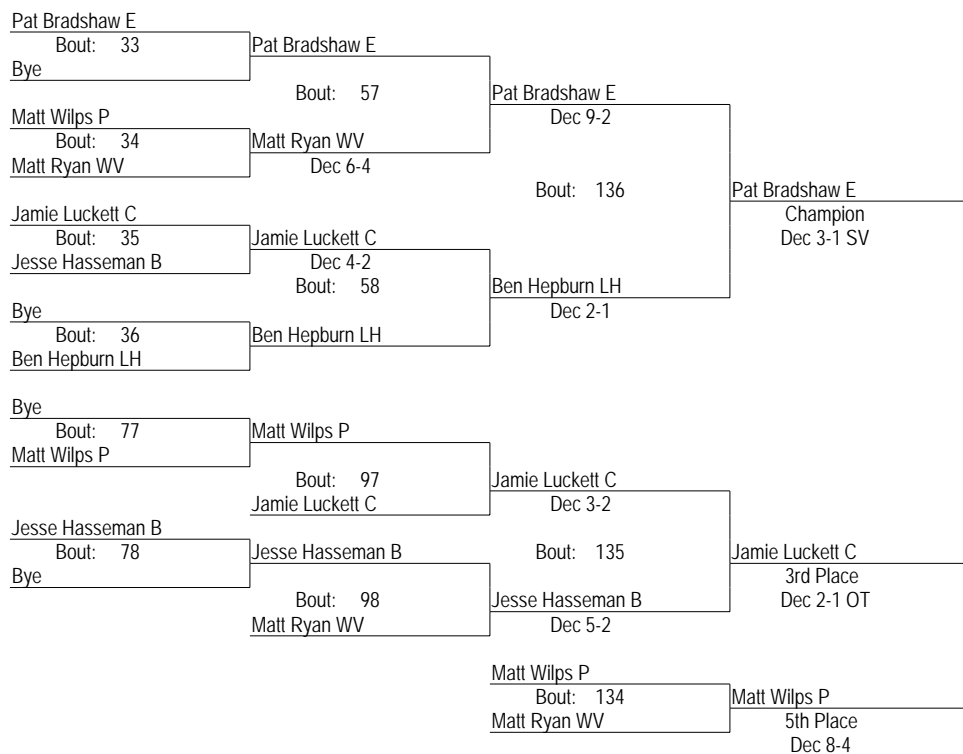 Pat Bradshaw E
Bout: 33
Bye
Pat Bradshaw E
Bout: 57
Pat Bradshaw E
Dec 9-2
Matt Wilps P
Bout: 34
Matt Ryan WV
Matt Ryan WV
Dec 6-4
Bout: 136
Pat Bradshaw E
Champion
Dec 3-1 SV
Jamie Luckett C
Bout: 35
Jesse Hasseman B
Jamie Luckett C
Dec 4-2
Bout: 58
Ben Hepburn LH
Dec 2-1
Bye
Bout: 36
Ben Hepburn LH
Ben Hepburn LH
Bye
Bout: 77
Matt Wilps P
Matt Wilps P
Bout: 97
Jamie Luckett C
Jamie Luckett C
Dec 3-2
Jesse Hasseman B
Bout: 78
Bye
Jesse Hasseman B
Bout: 135
Jamie Luckett C
3rd Place
Dec 2-1 OT
Bout: 98
Matt Ryan WV
Jesse Hasseman B
Dec 5-2
Matt Wilps P
Bout: 134
Matt Ryan WV
Matt Wilps P
5th Place
Dec 8-4